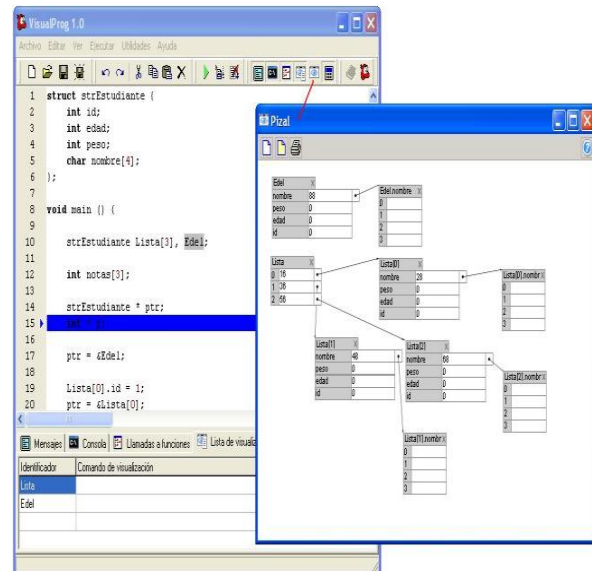 VisualProg 1.0
Archivo Editar Ver Ejecutar Utilidades Ayuda
1 struct strEstudiante {
2 int id;
3 int edad;
4 int peso;
5 char nombre[4];
6 };
7
8 void main () {
9
10 strEstudiante Lista[3], Edel;
11
12 int notas[3];
13
14 strEstudiante * ptr;
15 int * p;
16
17 ptr = &Edel;
18
19 Lista[0].id = 1;
20 ptr = &Lista[0];
Mensajes Consola Llamadas a funciones Lista de visualiz
Identificador Comando de visualización
Lista
Edel
Pizal
Edel x
nombre 88
peso 0
edad 0
id 0
Edel.nombre x
0
1
2
3
Lista x
0 16
1 36
2 56
Lista[0] x
nombre 28
peso 0
edad 0
id 0
Lista[0].nombr x
0
1
2
3
Lista[1] x
nombre 48
peso 0
edad 0
id 0
Lista[2] x
nombre 68
peso 0
edad 0
id 0
Lista[2].nombr x
0
1
2
3
Lista[1].nombr x
0
1
2
3